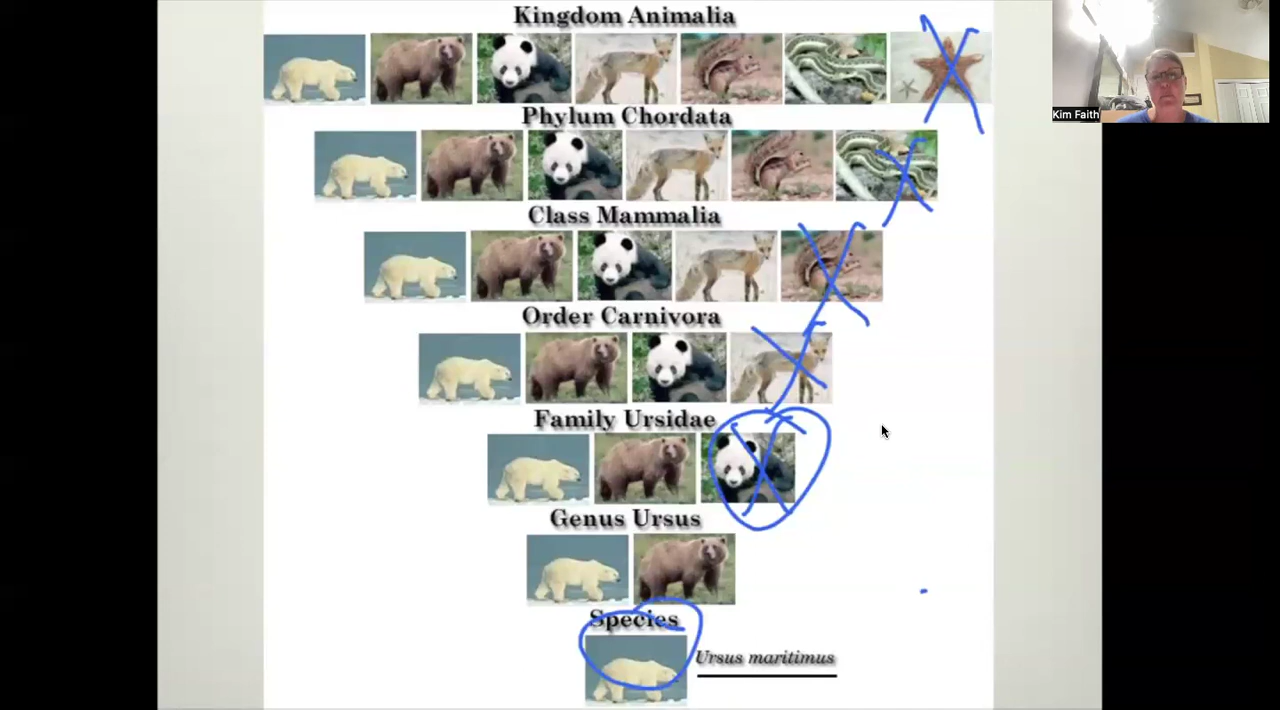 Kingdom Animalia
Kim Faith
Phylum Chordata
Class Mammalia
Order Carnivora
Family Ursidae
Genus Ursus
Species
Ursus maritimus